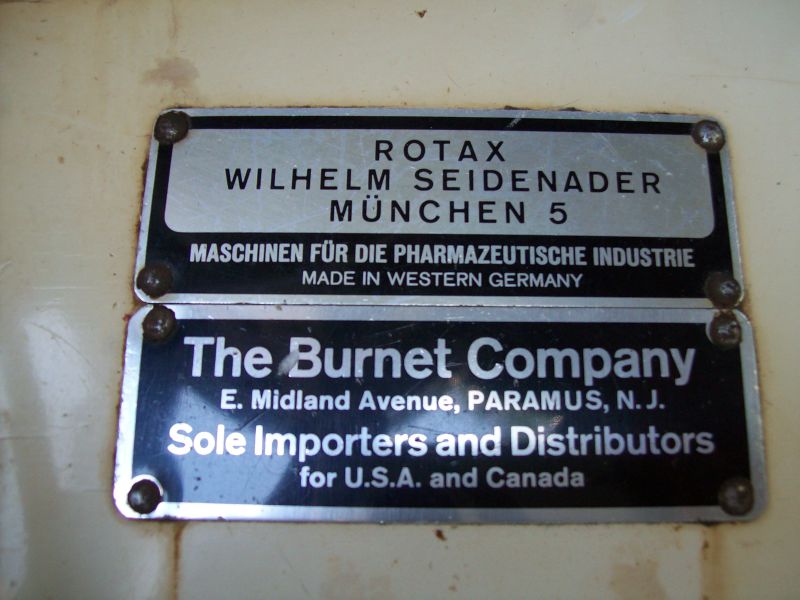 ROTAX
WILHELM SEIDENADER
MÜNCHEN 5
MASCHINEN FÜR DIE PHARMAZEUTISCHE INDUSTRIE
MADE IN WESTERN GERMANY
The Burnet Company
E. Midland Avenue, PARAMUS, N.J.
Sole Importers and Distributors
for U.S.A. and Canada